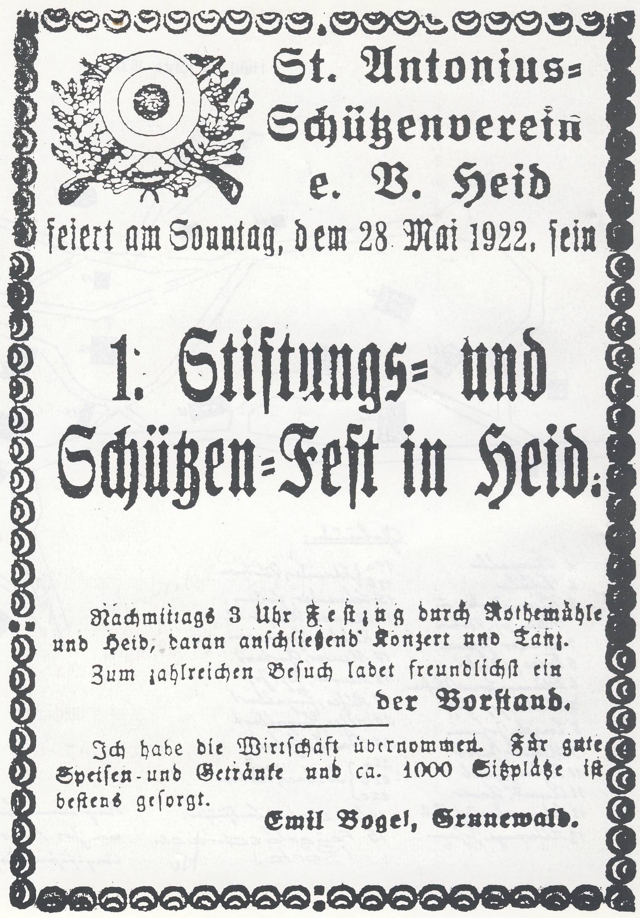 St. Antonius-
Schützenverein
e. V. Heid
feiert am Sonntag, dem 28. Mai 1922, sein
1. Stiftungs- und
Schützen-Fest in Heid.
Nachmittags 3 Uhr Festzug durch Rothemühle
und Heid, daran anschließend Konzert und Tanz.
Zum zahlreichen Besuch ladet freundlichst ein
der Vorstand.
Ich habe die Wirtschaft übernommen. Für gute
Speisen- und Getränke und ca. 1000 Sitzplätze ist
bestens gesorgt.
Emil Vogel, Grunewald.